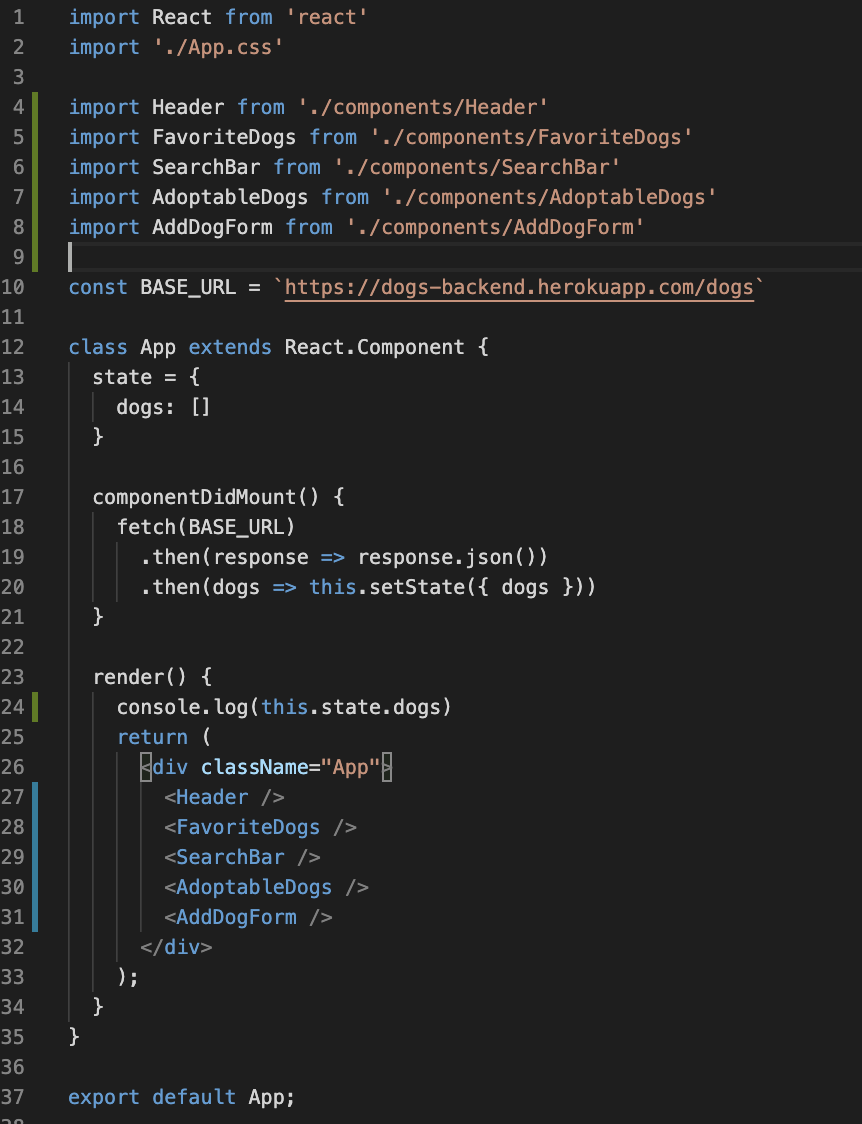 1 import React from 'react'
2 import './App.css'
3
4 import Header from './components/Header'
5 import FavoriteDogs from './components/FavoriteDogs'
6 import SearchBar from './components/SearchBar'
7 import AdoptableDogs from './components/AdoptableDogs'
8 import AddDogForm from './components/AddDogForm'
9
10 const BASE_URL = `https://dogs-backend.herokuapp.com/dogs`
11
12 class App extends React.Component {
13   state = {
14     dogs: []
15   }
16
17   componentDidMount() {
18     fetch(BASE_URL)
19       .then(response => response.json())
20       .then(dogs => this.setState({ dogs }))
21   }
22
23   render() {
24     console.log(this.state.dogs)
25     return (
26       <div className="App">
27         <Header />
28         <FavoriteDogs />
29         <SearchBar />
30         <AdoptableDogs />
31         <AddDogForm />
32       </div>
33     );
34   }
35 }
36
37 export default App;
38